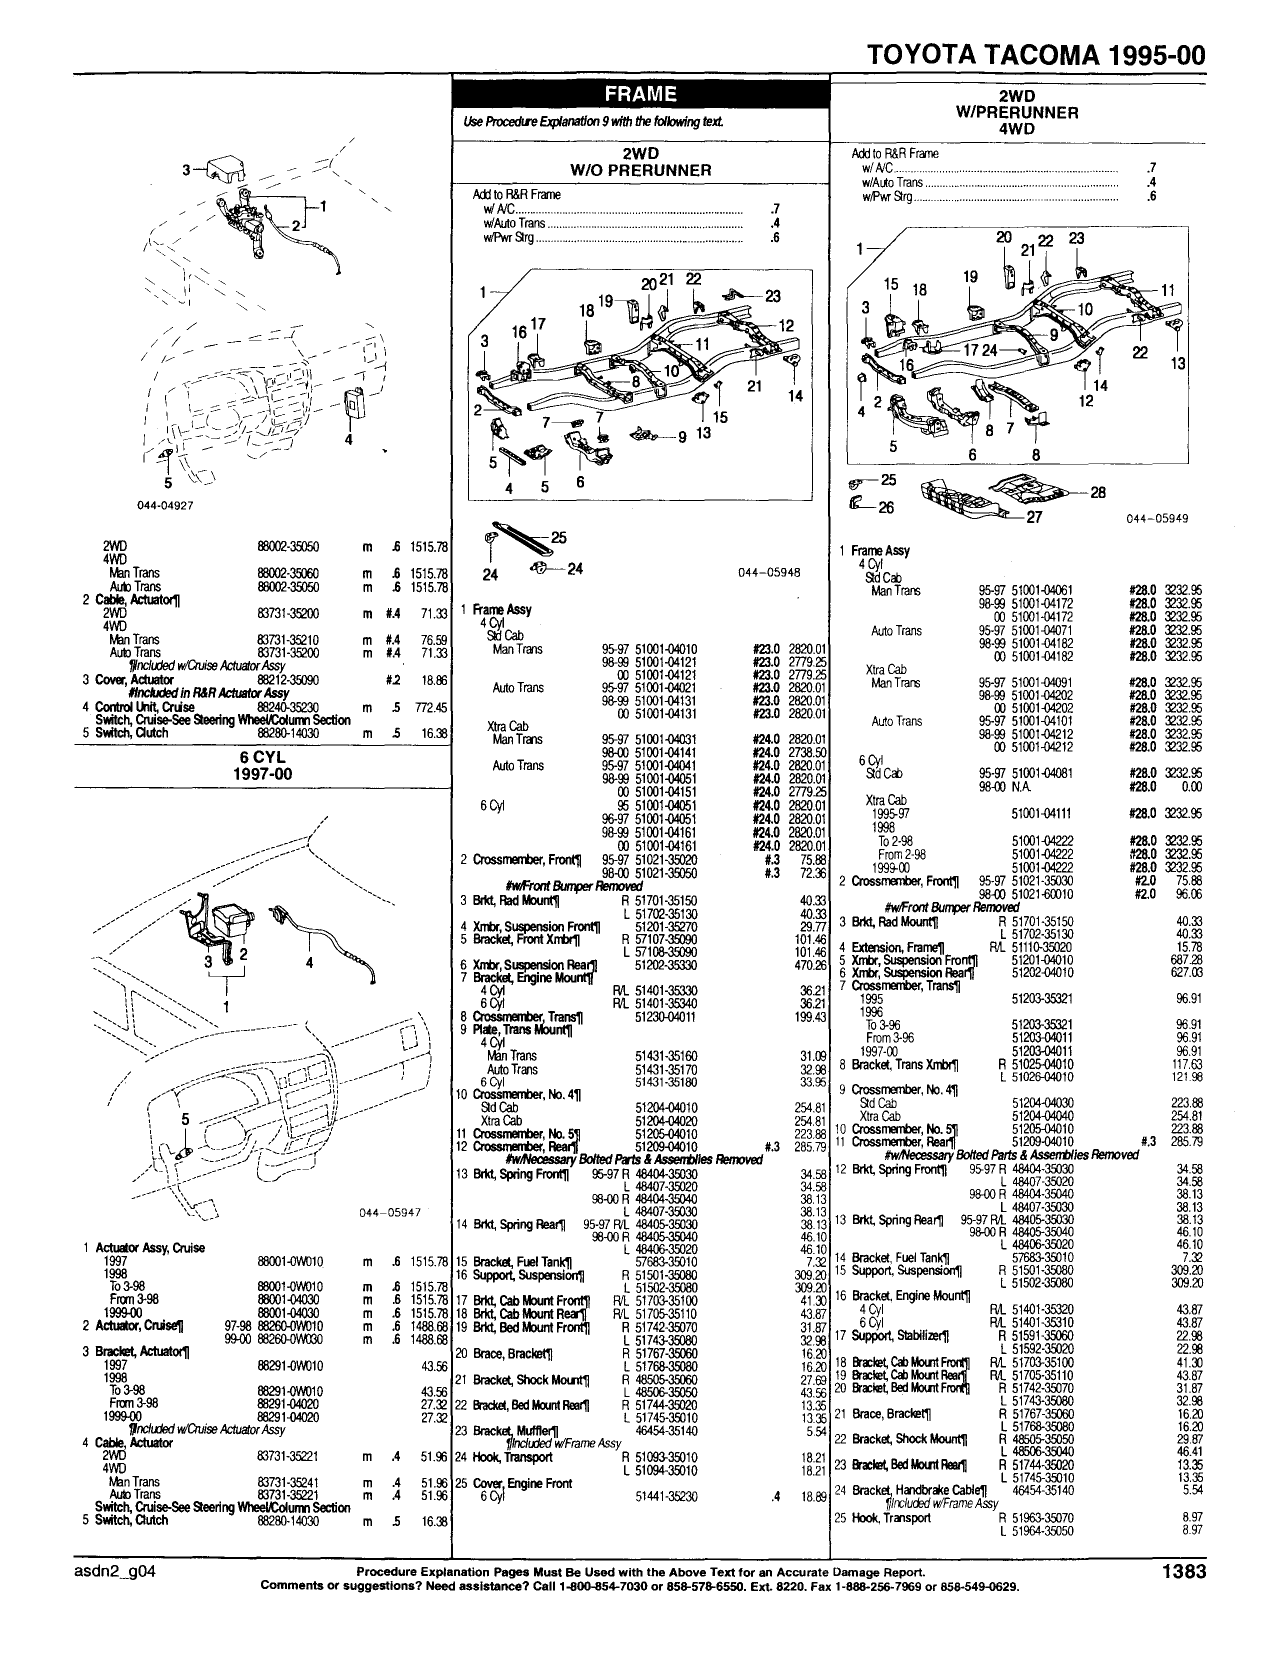 TOYOTA TACOMA 1995-00
3
1
2
4
5
044-04927
2WD 88002-35050 m .6 1515.78
4WD
Man Trans 88002-35060 m .6 1515.78
Auto Trans 88002-35050 m .6 1515.78
2 Cable, Actuator¶
2WD 83731-35200 m #.4 71.33
4WD
Man Trans 83731-35210 m #.4 76.59
Auto Trans 83731-35200 m #.4 71.33
¶Included w/Cruise Actuator Assy
3 Cover, Actuator 88212-35090 #.2 18.86
#Included in R&R Actuator Assy
4 Control Unit, Cruise 88240-35230 m .5 772.45
Switch, Cruise-See Steering Wheel/Column Section
5 Switch, Clutch 88280-14030 m .5 16.38
6 CYL
1997-00
3
2
4
1
5
044-05947
1 Actuator Assy, Cruise
1997 88001-0W010 m .6 1515.78
1998
To 3-98 88001-0W010 m .6 1515.78
From 3-98 88001-04030 m .6 1515.78
1999-00 88001-04030 m .6 1515.78
2 Actuator, Cruise¶ 97-98 88260-0W010 m .6 1488.68
99-00 88260-0W030 m .6 1488.68
3 Bracket, Actuator¶
1997 88291-0W010 43.56
1998
To 3-98 88291-0W010 43.56
From 3-98 88291-04020 27.32
1999-00 88291-04020 27.32
¶Included w/Cruise Actuator Assy
4 Cable, Actuator
2WD 83731-35221 m .4 51.96
4WD
Man Trans 83731-35241 m .4 51.96
Auto Trans 83731-35221 m .4 51.96
Switch, Cruise-See Steering Wheel/Column Section
5 Switch, Clutch 88280-14030 m .5 16.38
FRAME
Use Procedure Explanation 9 with the following text.
2WD
W/O PRERUNNER
Add to R&R Frame
w/ A/C .7
w/Auto Trans .4
w/Pwr Strg .6
1
20 21 22
19
23
18
17
16
3
12
11
10
8
21
14
2
7
7
15
13
9
5
4
5
6
25
24
24
044-05948
1 Frame Assy
4 Cyl
Std Cab
Man Trans 95-97 51001-04010 #23.0 2820.01
98-99 51001-04121 #23.0 2779.25
00 51001-04121 #23.0 2779.25
Auto Trans 95-97 51001-04021 #23.0 2820.01
98-99 51001-04131 #23.0 2820.01
00 51001-04131 #23.0 2820.01
Xtra Cab
Man Trans 95-97 51001-04031 #24.0 2820.01
98-00 51001-04141 #24.0 2738.50
Auto Trans 95-97 51001-04041 #24.0 2820.01
98-99 51001-04051 #24.0 2820.01
00 51001-04151 #24.0 2779.25
6 Cyl 95 51001-04051 #24.0 2820.01
96-97 51001-04051 #24.0 2820.01
98-99 51001-04161 #24.0 2820.01
00 51001-04161 #24.0 2820.01
2 Crossmember, Front¶ 95-97 51021-35020 #.3 75.88
98-00 51021-35050 #.3 72.36
#w/Front Bumper Removed
3 Brkt, Rad Mount¶ R 51701-35150 40.33
L 51702-35130 40.33
4 Xmbr, Suspension Front¶ 51201-35270 29.77
5 Bracket, Front Xmbr¶ R 57107-35090 101.46
L 57108-35090 101.46
6 Xmbr, Suspension Rear¶ 51202-35330 470.26
7 Bracket, Engine Mount¶
4 Cyl R/L 51401-35330 36.21
6 Cyl R/L 51401-35340 36.21
8 Crossmember, Trans¶ 51230-04011 199.43
9 Plate, Trans Mount¶
4 Cyl
Man Trans 51431-35160 31.09
Auto Trans 51431-35170 32.98
6 Cyl 51431-35180 33.95
10 Crossmember, No. 4¶
Std Cab 51204-04010 254.81
Xtra Cab 51204-04020 254.81
11 Crossmember, No. 5¶ 51205-04010 223.88
12 Crossmember, Rear¶ 51209-04010 #.3 285.79
#w/Necessary Bolted Parts & Assemblies Removed
13 Brkt, Spring Front¶ 95-97 R 48404-35030 34.58
L 48407-35020 34.58
98-00 R 48404-35040 38.13
L 48407-35030 38.13
14 Brkt, Spring Rear¶ 95-97 R/L 48405-35030 38.13
98-00 R 48405-35040 46.10
L 48406-35020 46.10
15 Bracket, Fuel Tank¶ 57683-35010 7.32
16 Support, Suspension¶ R 51501-35080 309.20
L 51502-35080 309.20
17 Brkt, Cab Mount Front¶ R/L 51703-35100 41.30
18 Brkt, Cab Mount Rear¶ R/L 51705-35110 43.87
19 Brkt, Bed Mount Front¶ R 51742-35070 31.87
L 51743-35080 32.98
20 Brace, Bracket¶ R 51767-35060 16.20
L 51768-35080 16.20
21 Bracket, Shock Mount¶ R 48505-35060 27.69
L 48506-35050 43.56
22 Bracket, Bed Mount Rear¶ R 51744-35020 13.35
L 51745-35010 13.35
23 Bracket, Muffler¶ 46454-35140 5.54
¶Included w/Frame Assy
24 Hook, Transport R 51093-35010 18.21
L 51094-35010 18.21
25 Cover, Engine Front
6 Cyl 51441-35230 .4 18.89
2WD
W/PRERUNNER
4WD
Add to R&R Frame
w/ A/C .7
w/Auto Trans .4
w/Pwr Strg .6
1
20
21
22
23
15
18
19
11
3
10
9
16
17 24
22
13
4
2
14
12
5
6
8
7
8
25
26
27
28
044-05949
1 Frame Assy
4 Cyl
Std Cab
Man Trans 95-97 51001-04061 #28.0 3232.95
98-99 51001-04172 #28.0 3232.95
00 51001-04172 #28.0 3232.95
Auto Trans 95-97 51001-04071 #28.0 3232.95
98-99 51001-04182 #28.0 3232.95
00 51001-04182 #28.0 3232.95
Xtra Cab
Man Trans 95-97 51001-04091 #28.0 3232.95
98-99 51001-04202 #28.0 3232.95
00 51001-04202 #28.0 3232.95
Auto Trans 95-97 51001-04101 #28.0 3232.95
98-99 51001-04212 #28.0 3232.95
00 51001-04212 #28.0 3232.95
6 Cyl
Std Cab 95-97 51001-04081 #28.0 3232.95
98-00 N.A. #28.0 0.00
Xtra Cab
1995-97 51001-04111 #28.0 3232.95
1998
To 2-98 51001-04222 #28.0 3232.95
From 2-98 51001-04222 #28.0 3232.95
1999-00 51001-04222 #28.0 3232.95
2 Crossmember, Front¶ 95-97 51021-35030 #2.0 75.88
98-00 51021-60010 #2.0 96.06
#w/Front Bumper Removed
3 Brkt, Rad Mount¶ R 51701-35150 40.33
L 51702-35130 40.33
4 Extension, Frame¶ R/L 51110-35020 15.78
5 Xmbr, Suspension Front¶ 51201-04010 687.28
6 Xmbr, Suspension Rear¶ 51202-04010 627.03
7 Crossmember, Trans¶
1995 51203-35321 96.91
1996
To 3-96 51203-35321 96.91
From 3-96 51203-04011 96.91
1997-00 51203-04011 96.91
8 Bracket, Trans Xmbr¶ R 51025-04010 117.63
L 51026-04010 121.98
9 Crossmember, No. 4¶
Std Cab 51204-04030 223.88
Xtra Cab 51204-04040 254.81
10 Crossmember, No. 5¶ 51205-04010 223.88
11 Crossmember, Rear¶ 51209-04010 #.3 285.79
#w/Necessary Bolted Parts & Assemblies Removed
12 Brkt, Spring Front¶ 95-97 R 48404-35030 34.58
L 48407-35020 34.58
98-00 R 48404-35040 38.13
L 48407-35030 38.13
13 Brkt, Spring Rear¶ 95-97 R/L 48405-35030 38.13
98-00 R 48405-35040 46.10
L 48406-35020 46.10
14 Bracket, Fuel Tank¶ 57683-35010 7.32
15 Support, Suspension¶ R 51501-35080 309.20
L 51502-35080 309.20
16 Bracket, Engine Mount¶
4 Cyl R/L 51401-35320 43.87
6 Cyl R/L 51401-35310 43.87
17 Support, Stabilizer¶ R 51591-35060 22.98
L 51592-35020 22.98
18 Bracket, Cab Mount Front¶ R/L 51703-35100 41.30
19 Bracket, Cab Mount Rear¶ R/L 51705-35110 43.87
20 Bracket, Bed Mount Front¶ R 51742-35070 31.87
L 51743-35080 32.98
21 Brace, Bracket¶ R 51767-35060 16.20
L 51768-35080 16.20
22 Bracket, Shock Mount¶ R 48505-35050 29.87
L 48506-35040 46.41
23 Bracket, Bed Mount Rear¶ R 51744-35020 13.35
L 51745-35010 13.35
24 Bracket, Handbrake Cable¶ 46454-35140 5.54
¶Included w/Frame Assy
25 Hook, Transport R 51963-35070 8.97
L 51964-35050 8.97
asdn2_g04
Procedure Explanation Pages Must Be Used with the Above Text for an Accurate Damage Report.
1383
Comments or suggestions? Need assistance? Call 1-800-854-7030 or 858-578-6550. Ext. 8220. Fax 1-888-256-7969 or 858-549-0629.